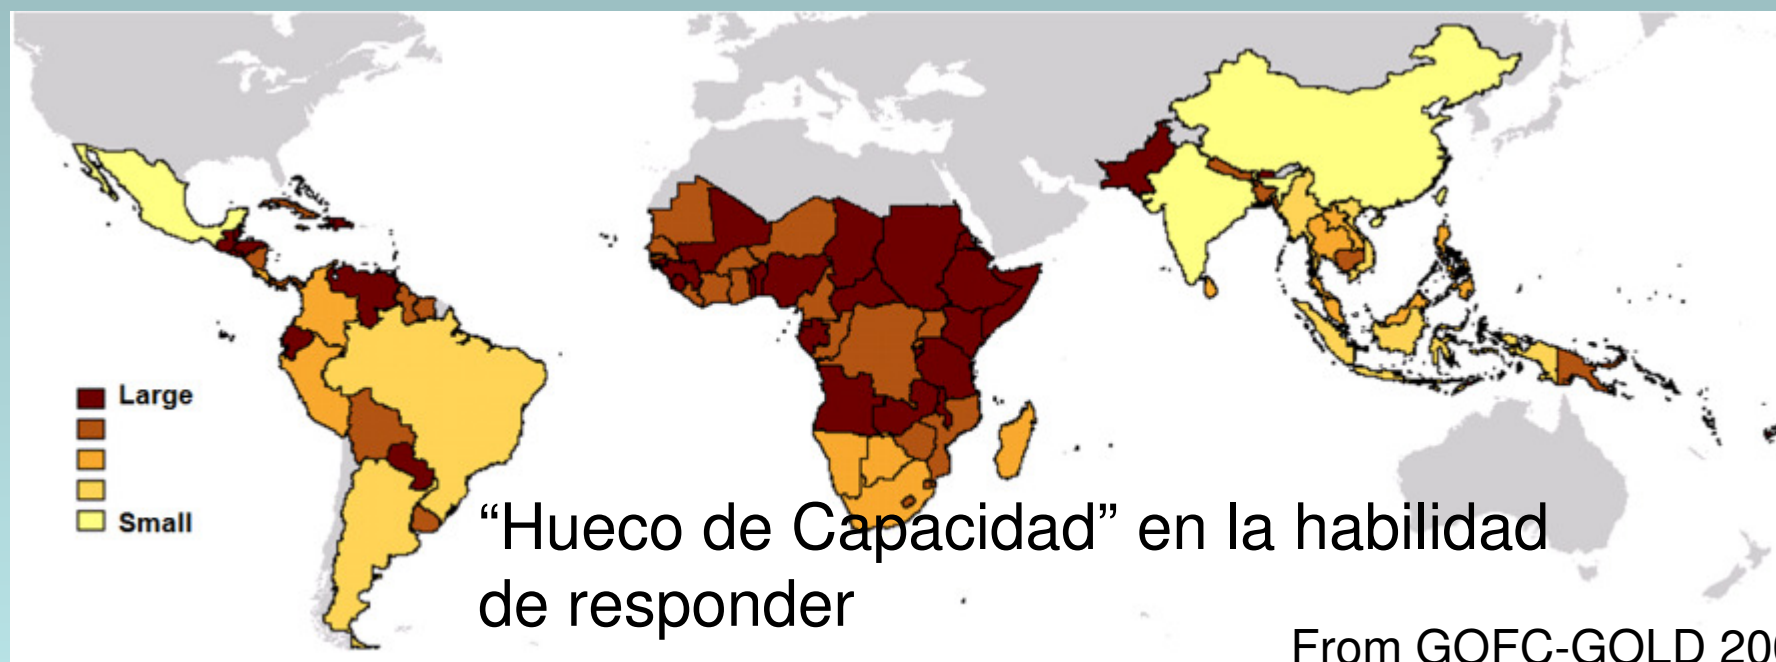 Large
Small
“Hueco de Capacidad” en la habilidad
de responder
From GOFC-GOLD